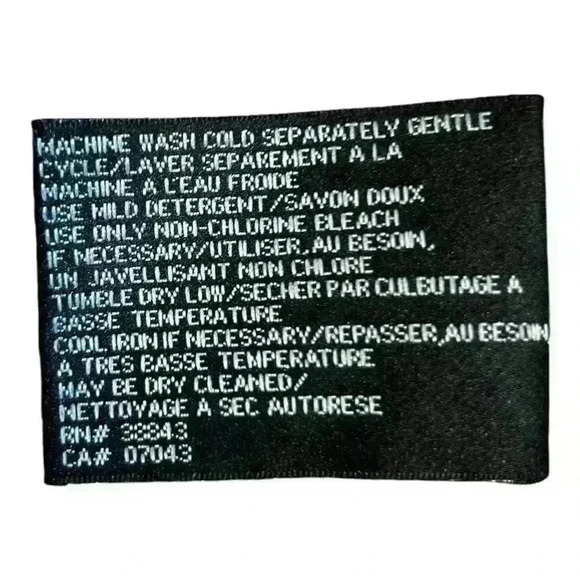 MACHINE WASH COLD SEPARATELY GENTLE
CYCLE/LAVER SEPAREMENT A LA
MACHINE A L'EAU FROIDE
USE MILD DETERGENT/SAVON DOUX
USE ONLY NON-CHLORINE BLEACH
IF NECESSARY/UTILISER,AU BESOIN,
UN JAVELLISANT NON CHLORE
TUMBLE DRY LOW/SECHER PAR CULBUTAGE A
BASSE TEMPERATURE
COOL IRON IF NECESSARY/REPASSER,AU BESOIN
A TRES BASSE TEMPERATURE
MAY BE DRY CLEANED/
NETTOYAGE A SEC AUTORESE
RN# 38843
CA# 07043